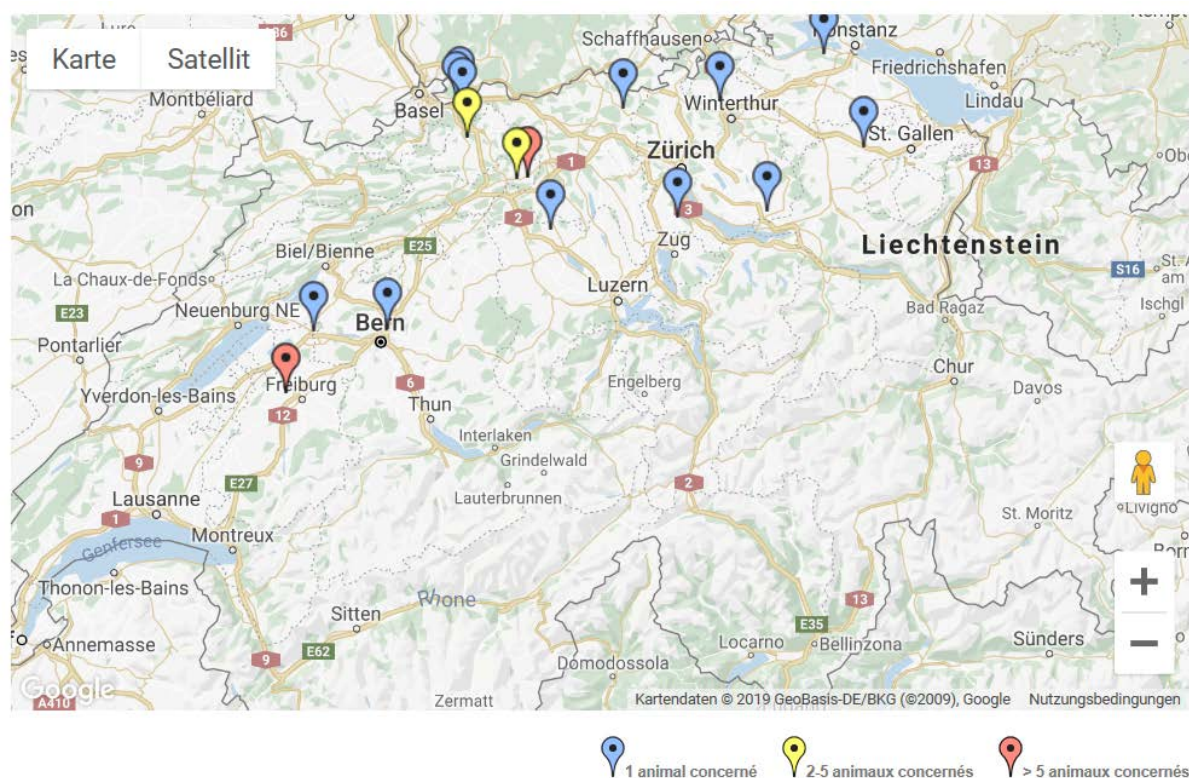 Lure
Schaffhausen
Konstanz
Karte
Satellit
Friedrichshafen
Montbéliard
Basel
Winterthur
Lindau
St. Gallen
Zürich
1
13
3
2
Zug
Liechtenstein
Biel/Bienne
E25
La Chaux-de-Fonds
S16
Luzern
Neuenburg NE
E23
Bad Ragaz
Ischgl
Bern
Pontarlier
Engelberg
Chur
Freiburg
6
Davos
Yverdon-les-Bains
12
Thun
Interlaken
9
Grindelwald
E27
2
Lausanne
Lauterbrunnen
Livigno
1
St. Moritz
Montreux
Genfersee
Thonon-les-Bains
Rhone
13
Sitten
E35
Annemasse
E62
Locarno
Bellinzona
Sünders
9
Domodossola
Google
A410
Zermatt
Kartendaten © 2019 GeoBasis-DE/BKG (©2009), Google Nutzungsbedingungen
1 animal concerné 2-5 animaux concernés > 5 animaux concernés